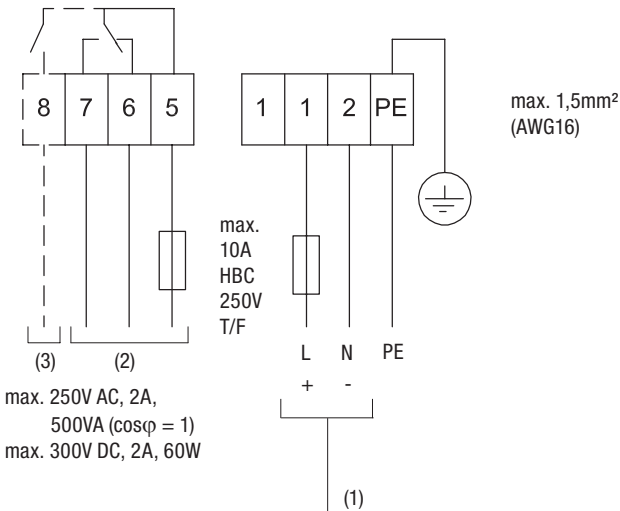 8 7 6 5
1 1 2 PE
max. 1,5mm²
(AWG16)
max.
10A
HBC
250V
T/F
L N PE
+ -
(3) (2)
max. 250V AC, 2A,
500VA (cosφ = 1)
max. 300V DC, 2A, 60W
(1)